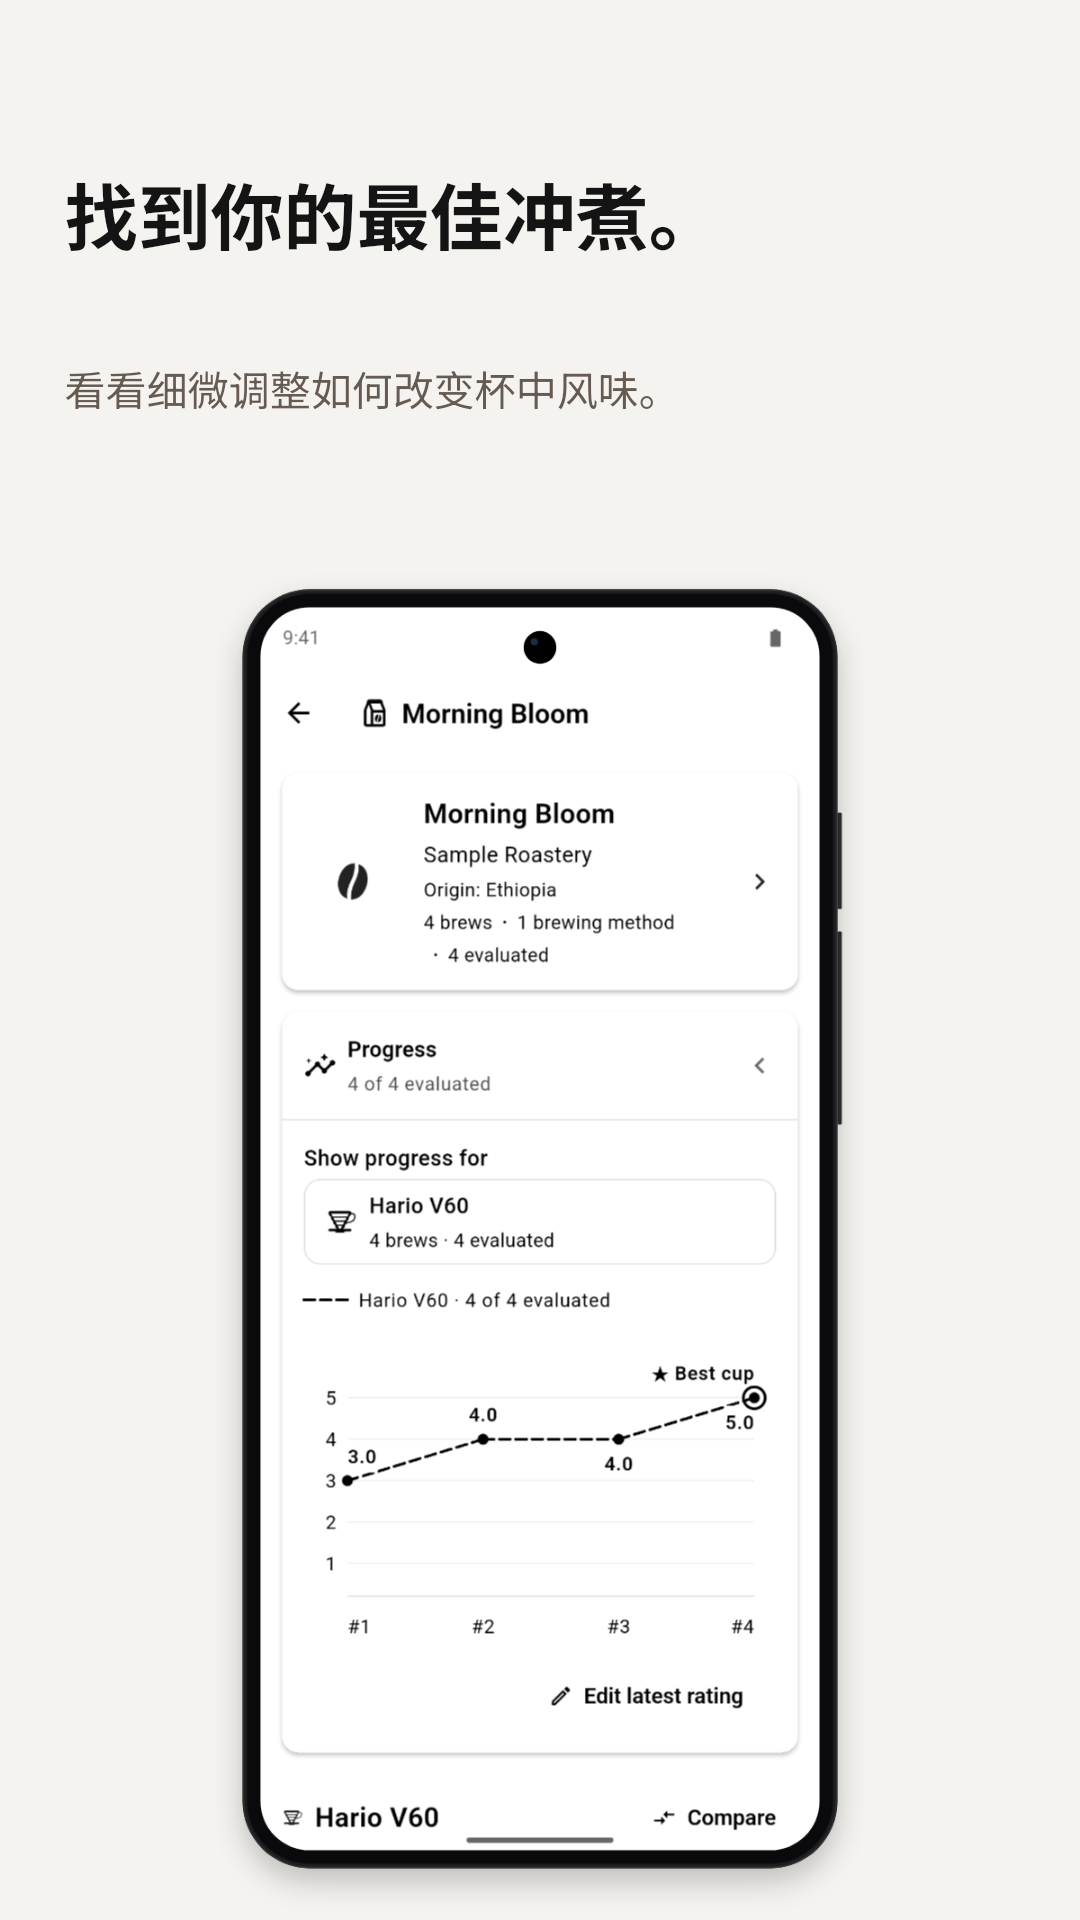 找到你的最佳冲煮。
看看细微调整如何改变杯中风味。
9:41
Morning Bloom
Morning Bloom
Sample Roastery
Origin: Ethiopia
4 brews · 1 brewing method
· 4 evaluated
Progress
4 of 4 evaluated
Show progress for
Hario V60
4 brews · 4 evaluated
Hario V60 · 4 of 4 evaluated
★ Best cup
5
4.0
5.0
4
3.0
4.0
3
2
1
#1 #2 #3 #4
Edit latest rating
Hario V60 Compare